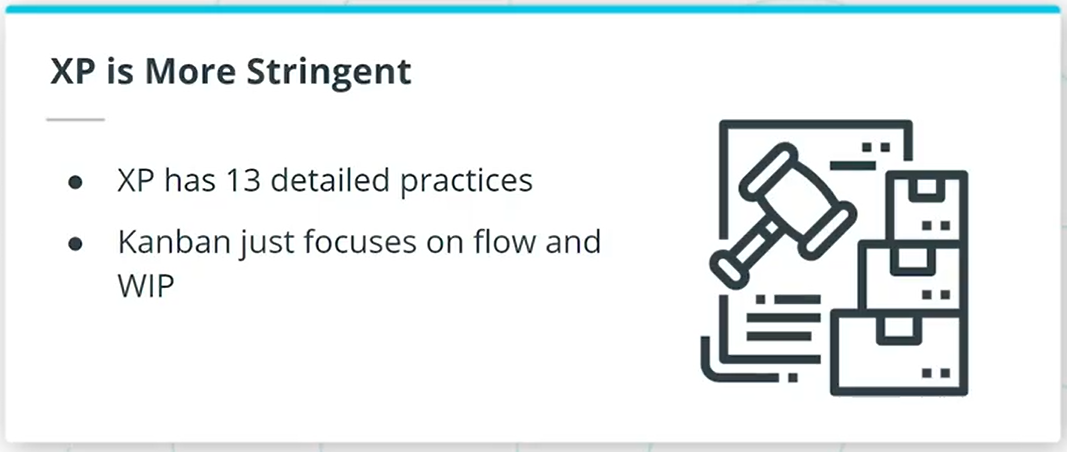 XP is More Stringent
● XP has 13 detailed practices
● Kanban just focuses on flow and
WIP